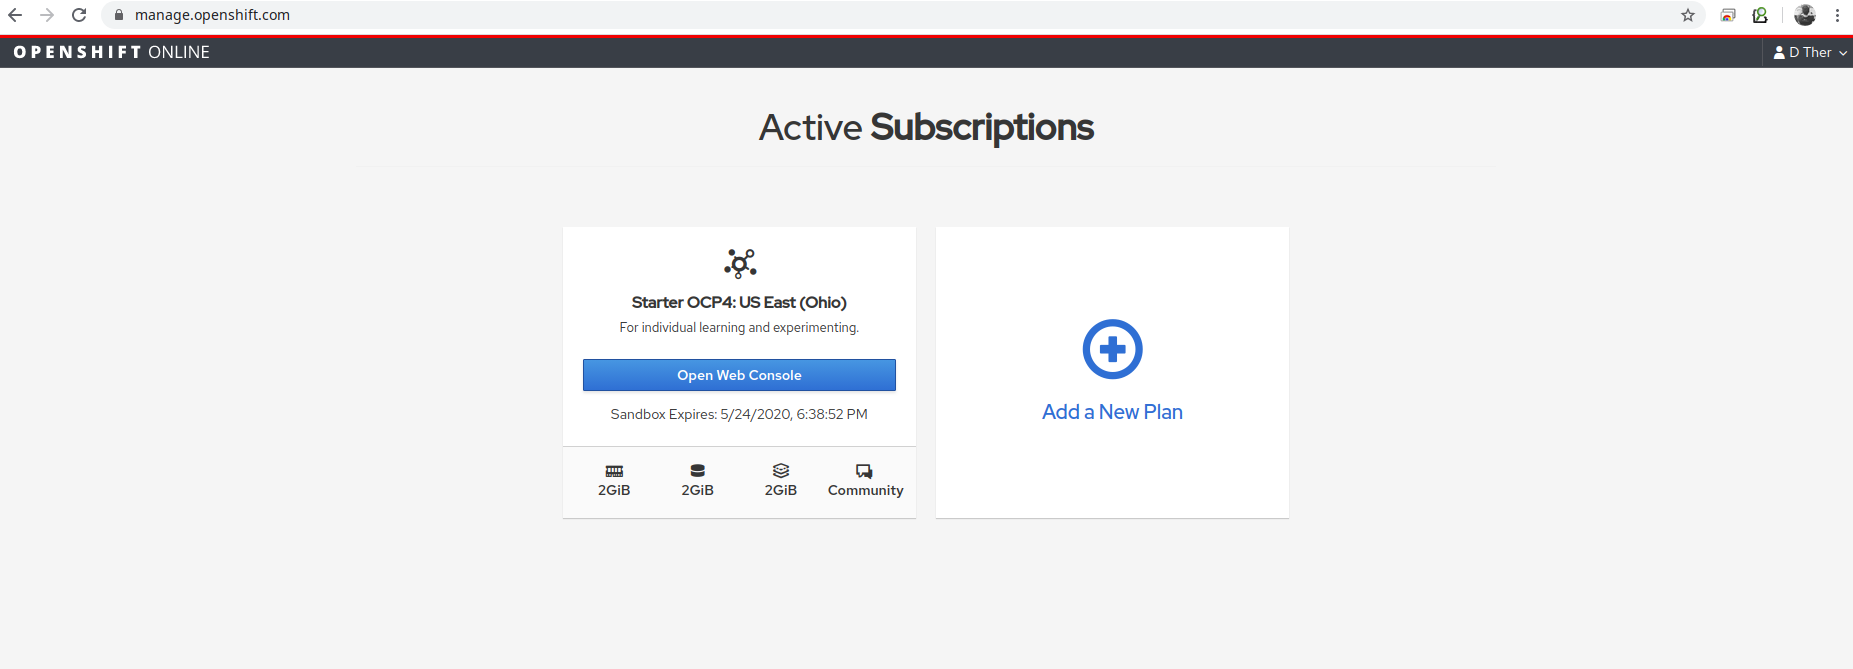 manage.openshift.com
OPENSHIFT ONLINE
D Ther
Active Subscriptions
Starter OCP4: US East (Ohio)
For individual learning and experimenting.
Open Web Console
Sandbox Expires: 5/24/2020, 6:38:52 PM
2GiB 2GiB 2GiB Community
Add a New Plan